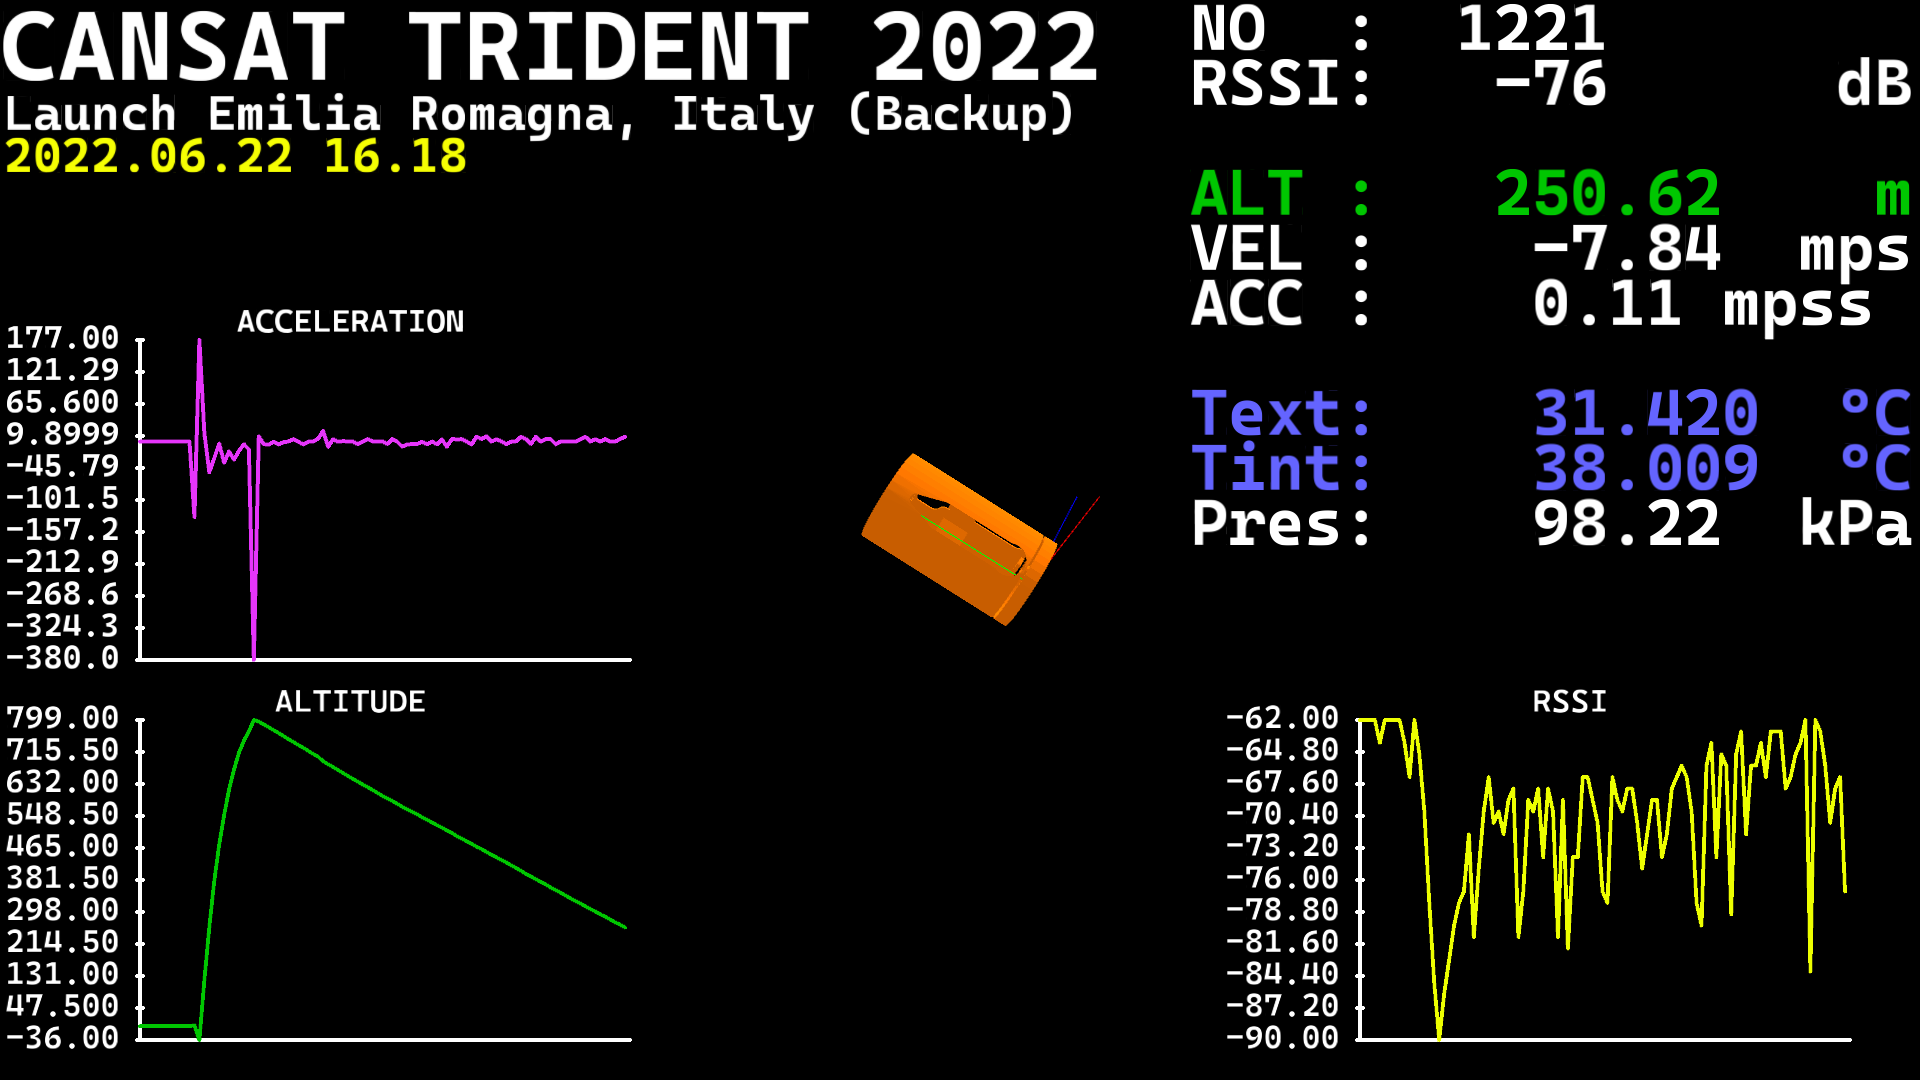 CANSAT TRIDENT 2022
Launch Emilia Romagna, Italy (Backup)
2022.06.22 16.18
NO : 1221
RSSI: -76 dB
ALT : 250.62 m
VEL : -7.84 mps
ACC : 0.11 mpss
Text: 31.420 °C
Tint: 38.009 °C
Pres: 98.22 kPa
ACCELERATION
177.00
121.29
65.600
9.8999
-45.79
-101.5
-157.2
-212.9
-268.6
-324.3
-380.0
ALTITUDE
799.00
715.50
632.00
548.50
465.00
381.50
298.00
214.50
131.00
47.500
-36.00
RSSI
-62.00
-64.80
-67.60
-70.40
-73.20
-76.00
-78.80
-81.60
-84.40
-87.20
-90.00